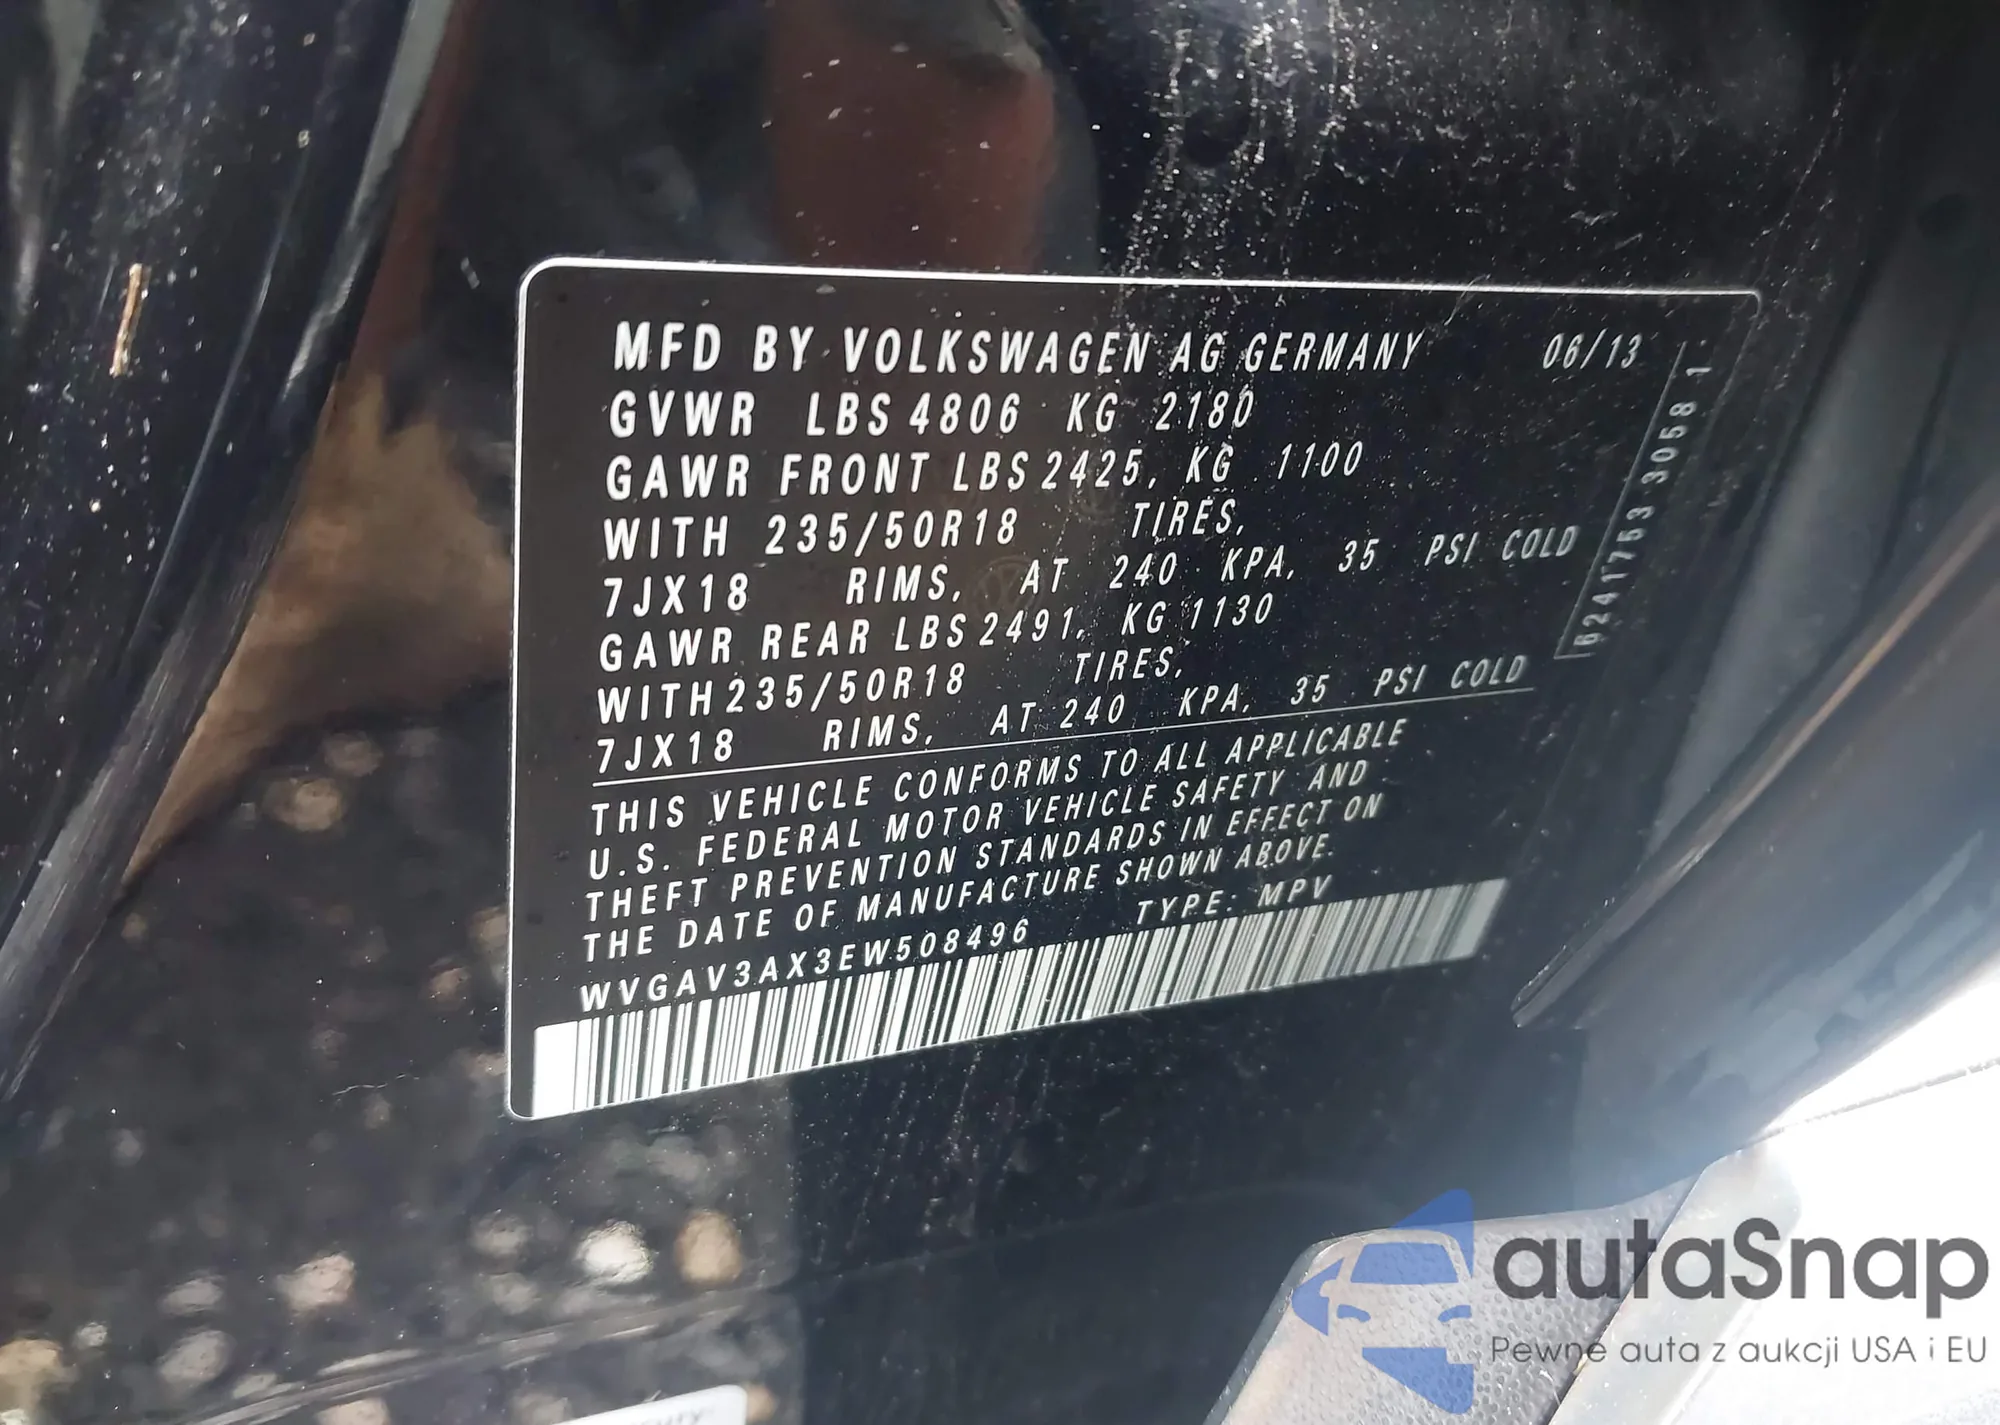 MFD BY VOLKSWAGEN AG GERMANY 06/13
GVWR LBS 4806 KG 2180
GAWR FRONT LBS 2425, KG 1100
WITH 235/50R18 TIRES,
7JX18 RIMS, AT 240 KPA, 35 PSI COLD
GAWR REAR LBS 2491, KG 1130
WITH 235/50R18 TIRES,
7JX18 RIMS, AT 240 KPA, 35 PSI COLD
THIS VEHICLE CONFORMS TO ALL APPLICABLE
U.S. FEDERAL MOTOR VEHICLE SAFETY AND
THEFT PREVENTION STANDARDS IN EFFECT ON
THE DATE OF MANUFACTURE SHOWN ABOVE.
WVGAV3AX3EW508496 TYPE: MPV
6241753 3058 1
autaSnap
Pewne auta z aukcji USA i EU